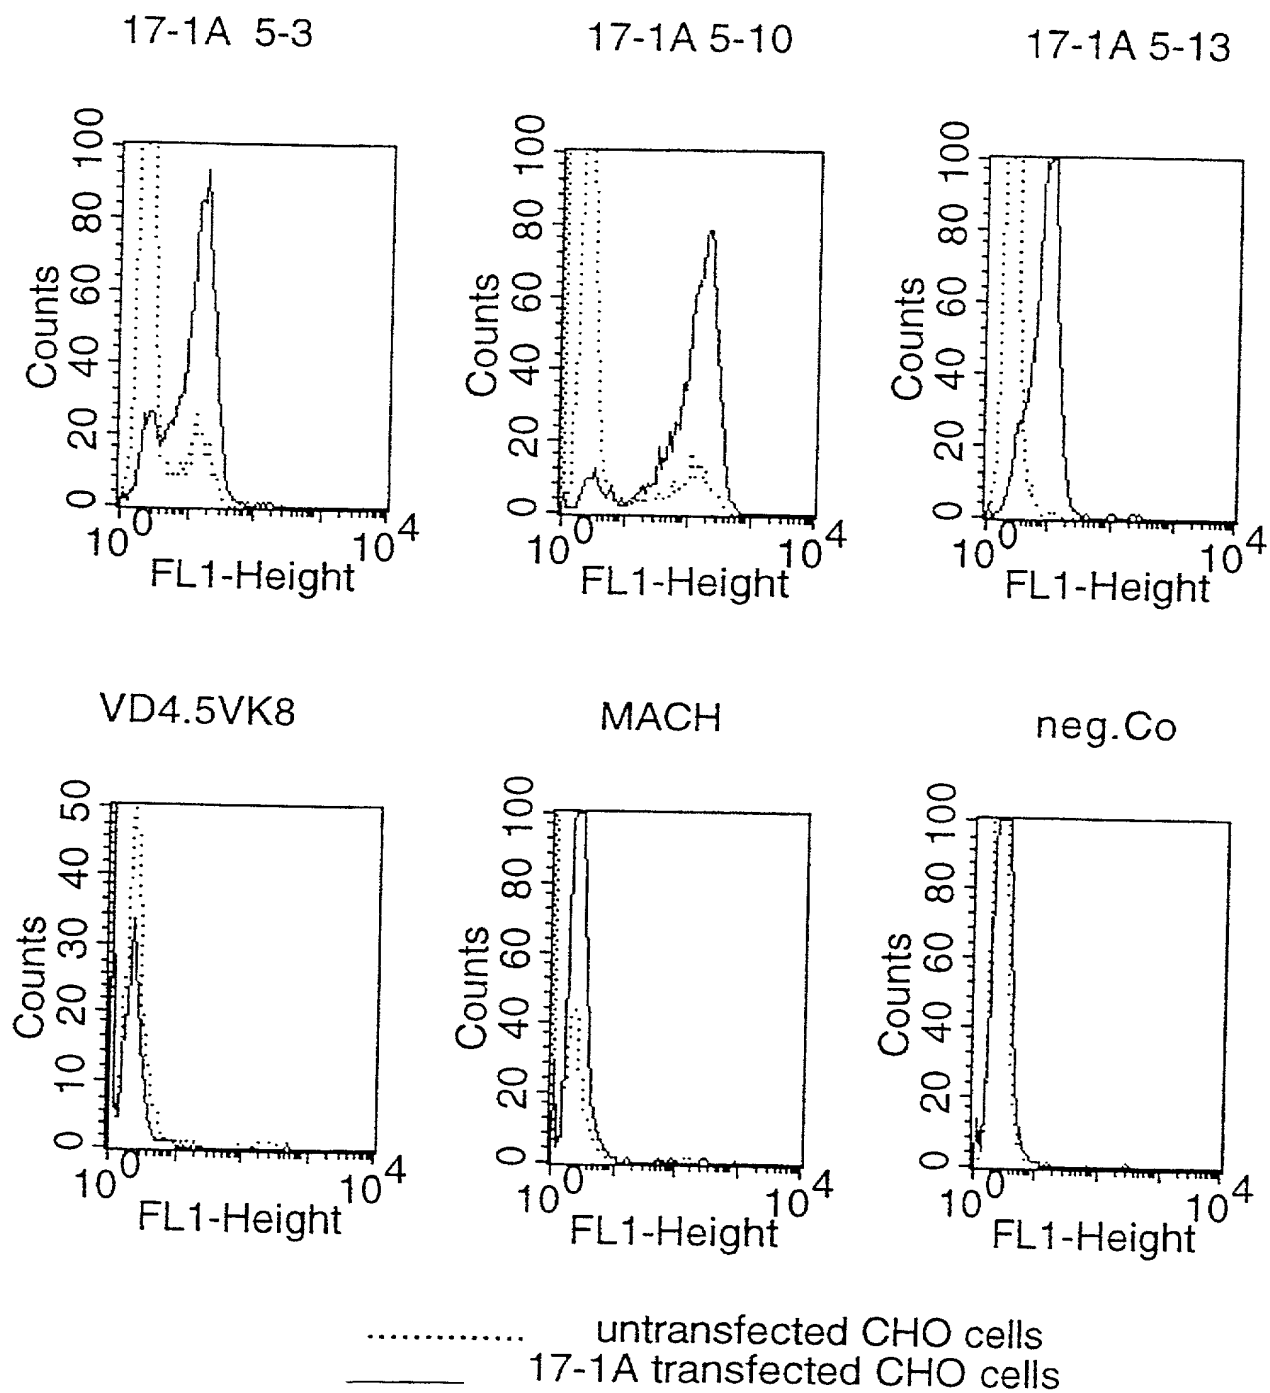 17-1A 5-3
17-1A 5-10
17-1A 5-13
Counts
0 20 40 60 80 100
10^0 10^4
FL1-Height
Counts
0 20 40 60 80 100
10^0 10^4
FL1-Height
Counts
0 20 40 60 80 100
10^0 10^4
FL1-Height
VD4.5VK8
MACH
neg.Co
Counts
0 10 20 30 40 50
10^0 10^4
FL1-Height
Counts
0 20 40 60 80 100
10^0 10^4
FL1-Height
Counts
0 20 40 60 80 100
10^0 10^4
FL1-Height
untransfected CHO cells
17-1A transfected CHO cells